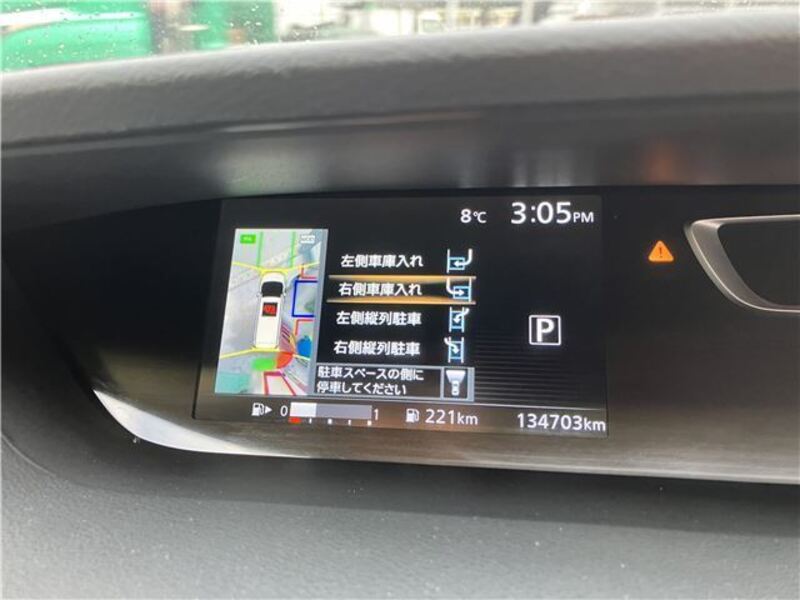 8℃ 3:05PM
MOD
左側車庫入れ
右側車庫入れ
左側縦列駐車
右側縦列駐車
駐車スペースの側に
停車してください
P
0 1 221km 134703km